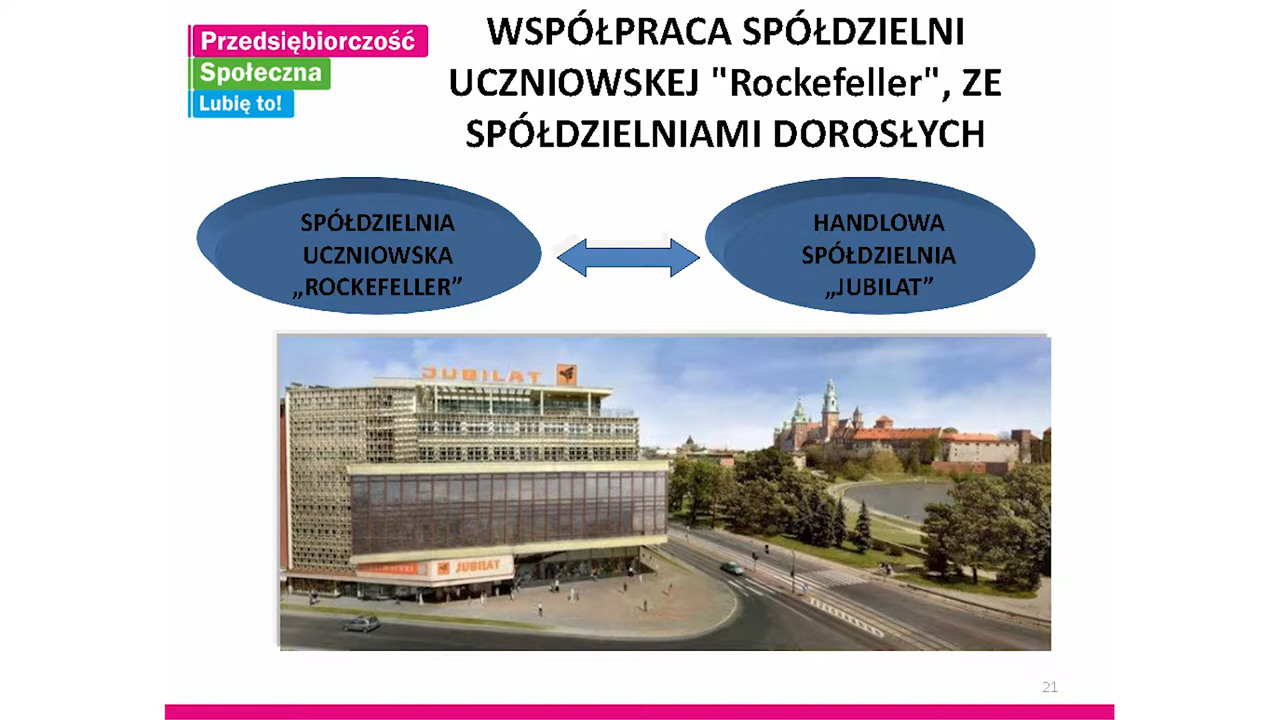 Przedsiębiorczość
Społeczna
Lubię to!
WSPÓŁPRACA SPÓŁDZIELNI
UCZNIOWSKEJ "Rockefeller", ZE
SPÓŁDZIELNIAMI DOROSŁYCH
SPÓŁDZIELNIA
UCZNIOWSKA
„ROCKEFELLER”
HANDLOWA
SPÓŁDZIELNIA
„JUBILAT”
JUBILAT
JUBILAT
21